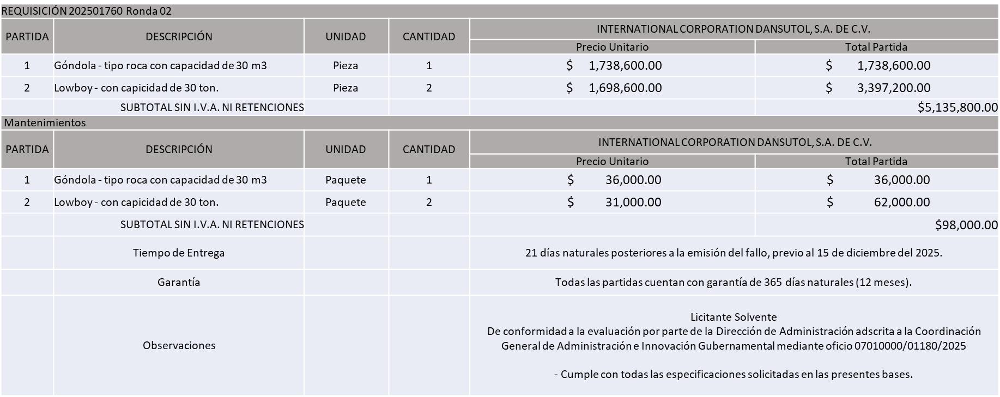 REQUISICIÓN 202501760 Ronda 02
PARTIDA DESCRIPCIÓN UNIDAD CANTIDAD INTERNATIONAL CORPORATION DANSUTOL, S.A. DE C.V.
Precio Unitario Total Partida
1 Góndola - tipo roca con capacidad de 30 m3 Pieza 1 $ 1,738,600.00 $ 1,738,600.00
2 Lowboy - con capicidad de 30 ton. Pieza 2 $ 1,698,600.00 $ 3,397,200.00
SUBTOTAL SIN I.V.A. NI RETENCIONES $5,135,800.00
Mantenimientos
PARTIDA DESCRIPCIÓN UNIDAD CANTIDAD INTERNATIONAL CORPORATION DANSUTOL, S.A. DE C.V.
Precio Unitario Total Partida
1 Góndola - tipo roca con capacidad de 30 m3 Paquete 1 $ 36,000.00 $ 36,000.00
2 Lowboy - con capicidad de 30 ton. Paquete 2 $ 31,000.00 $ 62,000.00
SUBTOTAL SIN I.V.A. NI RETENCIONES $98,000.00
Tiempo de Entrega 21 días naturales posteriores a la emisión del fallo, previo al 15 de diciembre del 2025.
Garantía Todas las partidas cuentan con garantía de 365 días naturales (12 meses).
Observaciones
Licitante Solvente
De conformidad a la evaluación por parte de la Dirección de Administración adscrita a la Coordinación
General de Administración e Innovación Gubernamental mediante oficio 07010000/01180/2025
- Cumple con todas las especificaciones solicitadas en las presentes bases.